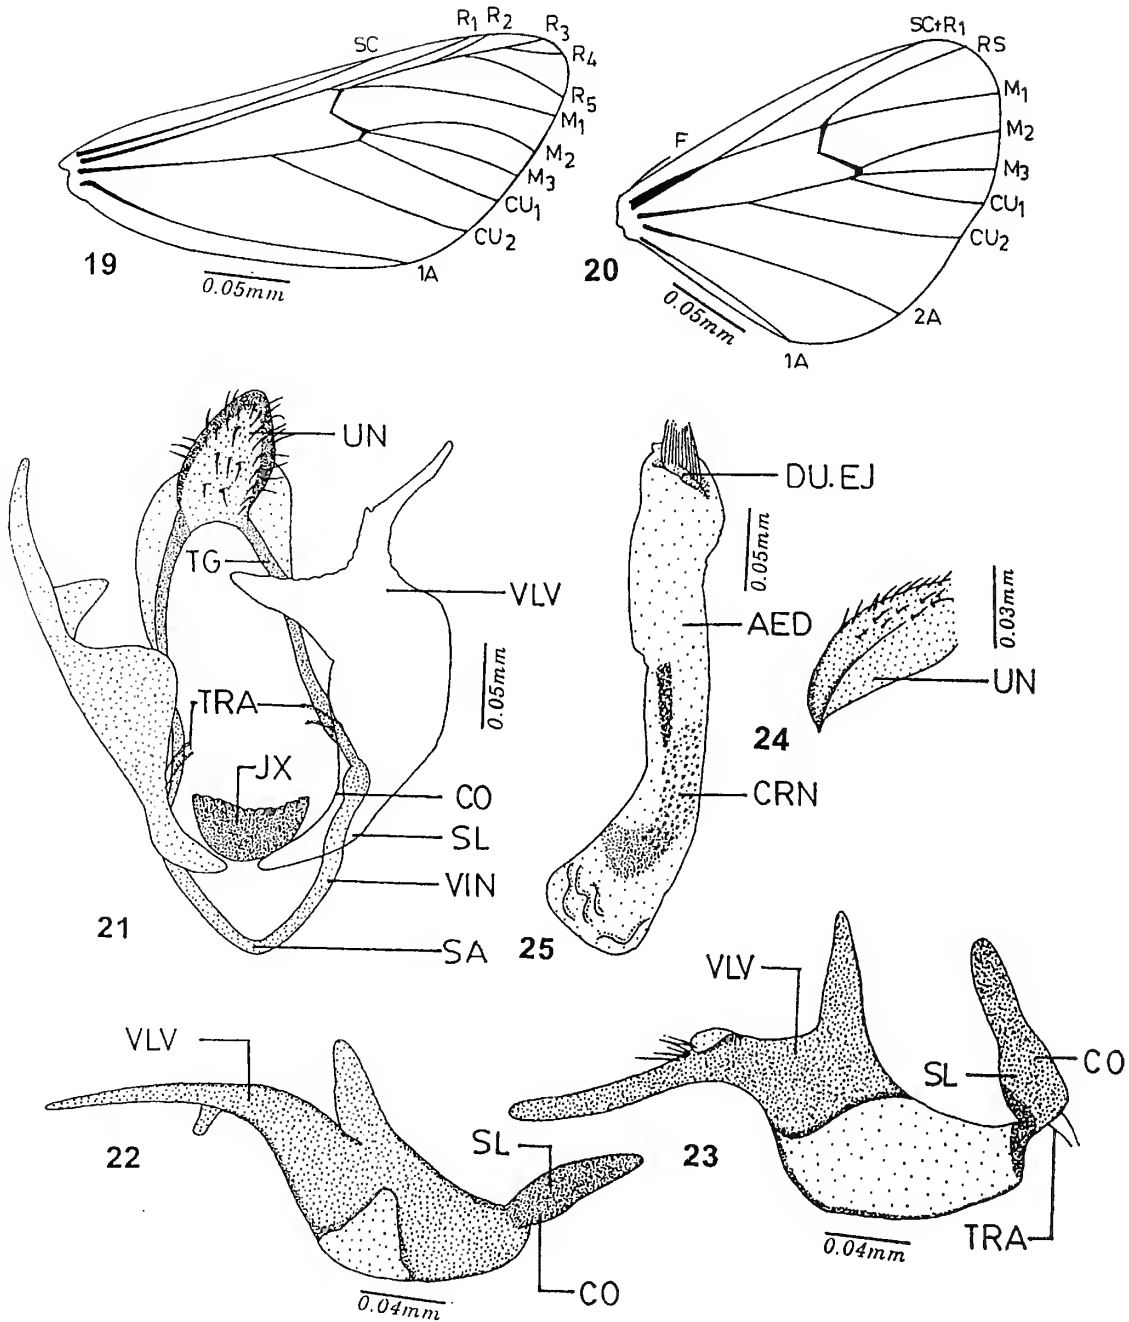 SC
R1
R2
R3
R4
R5
M1
M2
M3
CU1
CU2
1A
19
0.05mm
SC+R1
RS
M1
M2
M3
CU1
CU2
2A
1A
F
20
0.05mm
UN
TG
VLV
TRA
JX
CO
SL
VIN
SA
21
0.05mm
DU.EJ
0.05mm
AED
CRN
25
0.03mm
UN
24
VLV
SL
CO
22
0.04mm
VLV
SL
CO
TRA
23
0.04mm